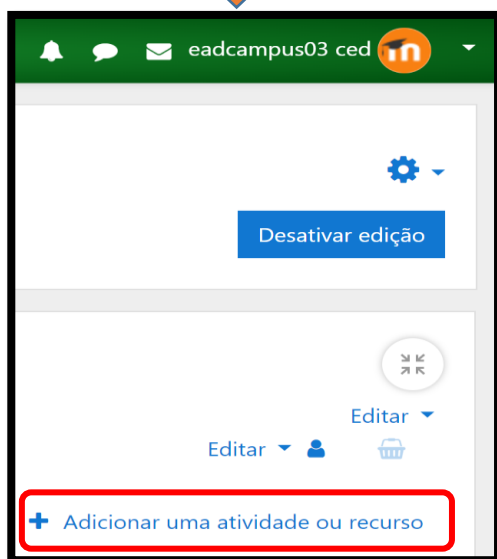 eadcampus03 ced
Desativar edição
Editar
Editar
Adicionar uma atividade ou recurso